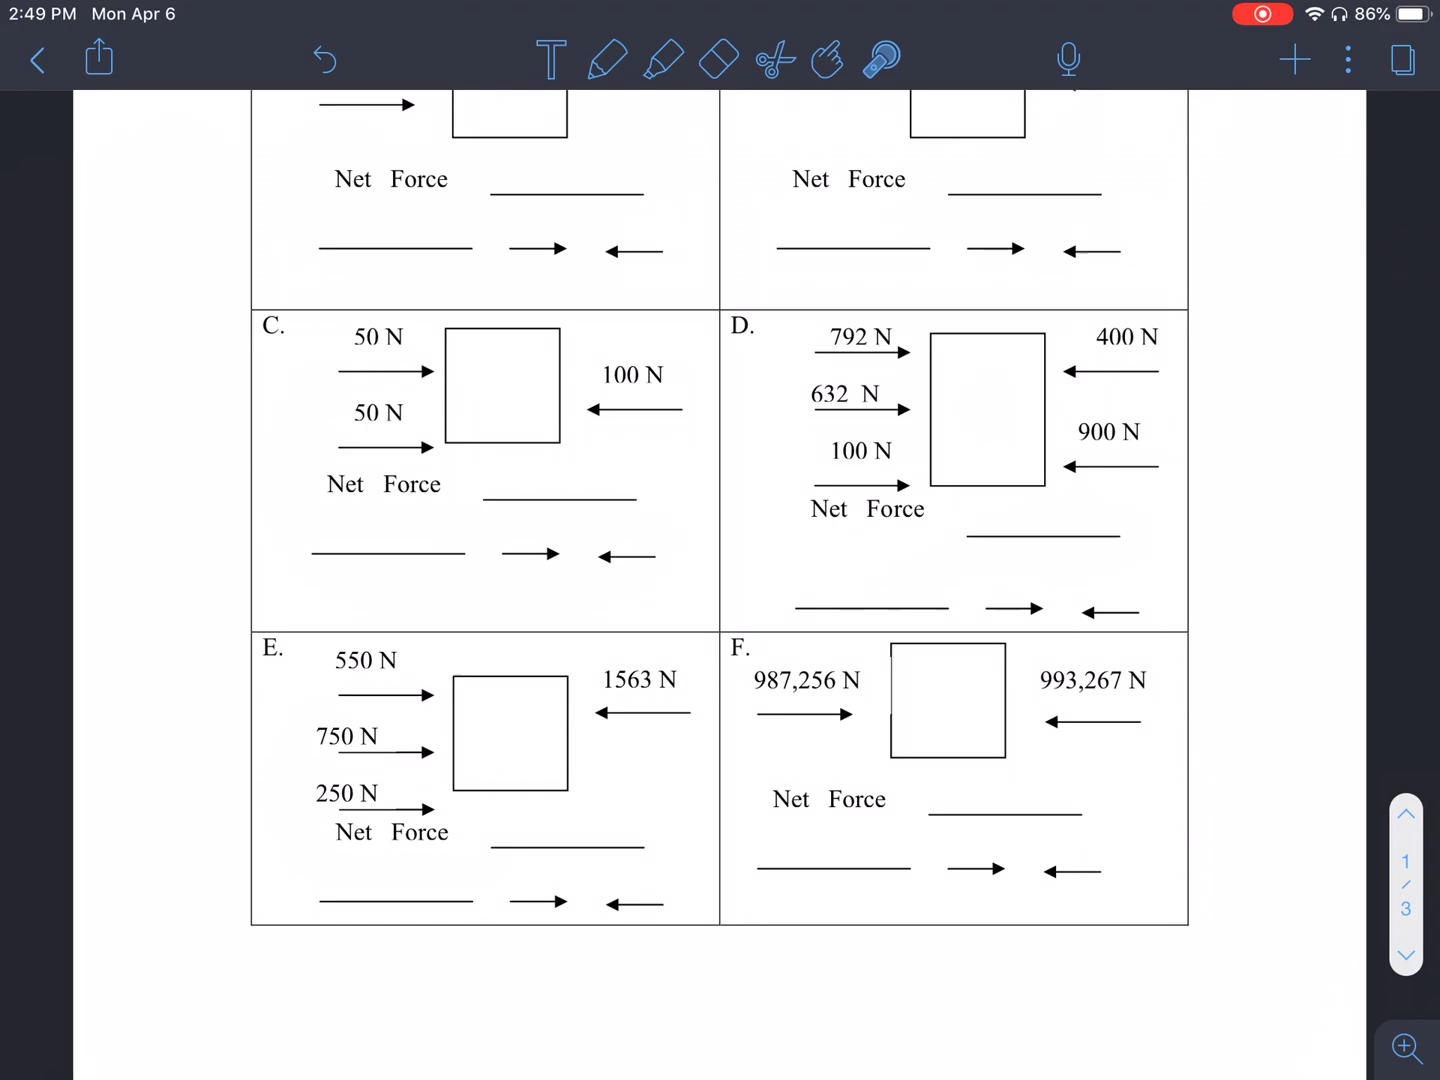 2:49 PM Mon Apr 6 86%
Net Force
Net Force
C.
50 N
100 N
50 N
Net Force
D.
792 N
400 N
632 N
900 N
100 N
Net Force
E.
550 N
1563 N
750 N
250 N
Net Force
F.
987,256 N
993,267 N
Net Force
1
/
3